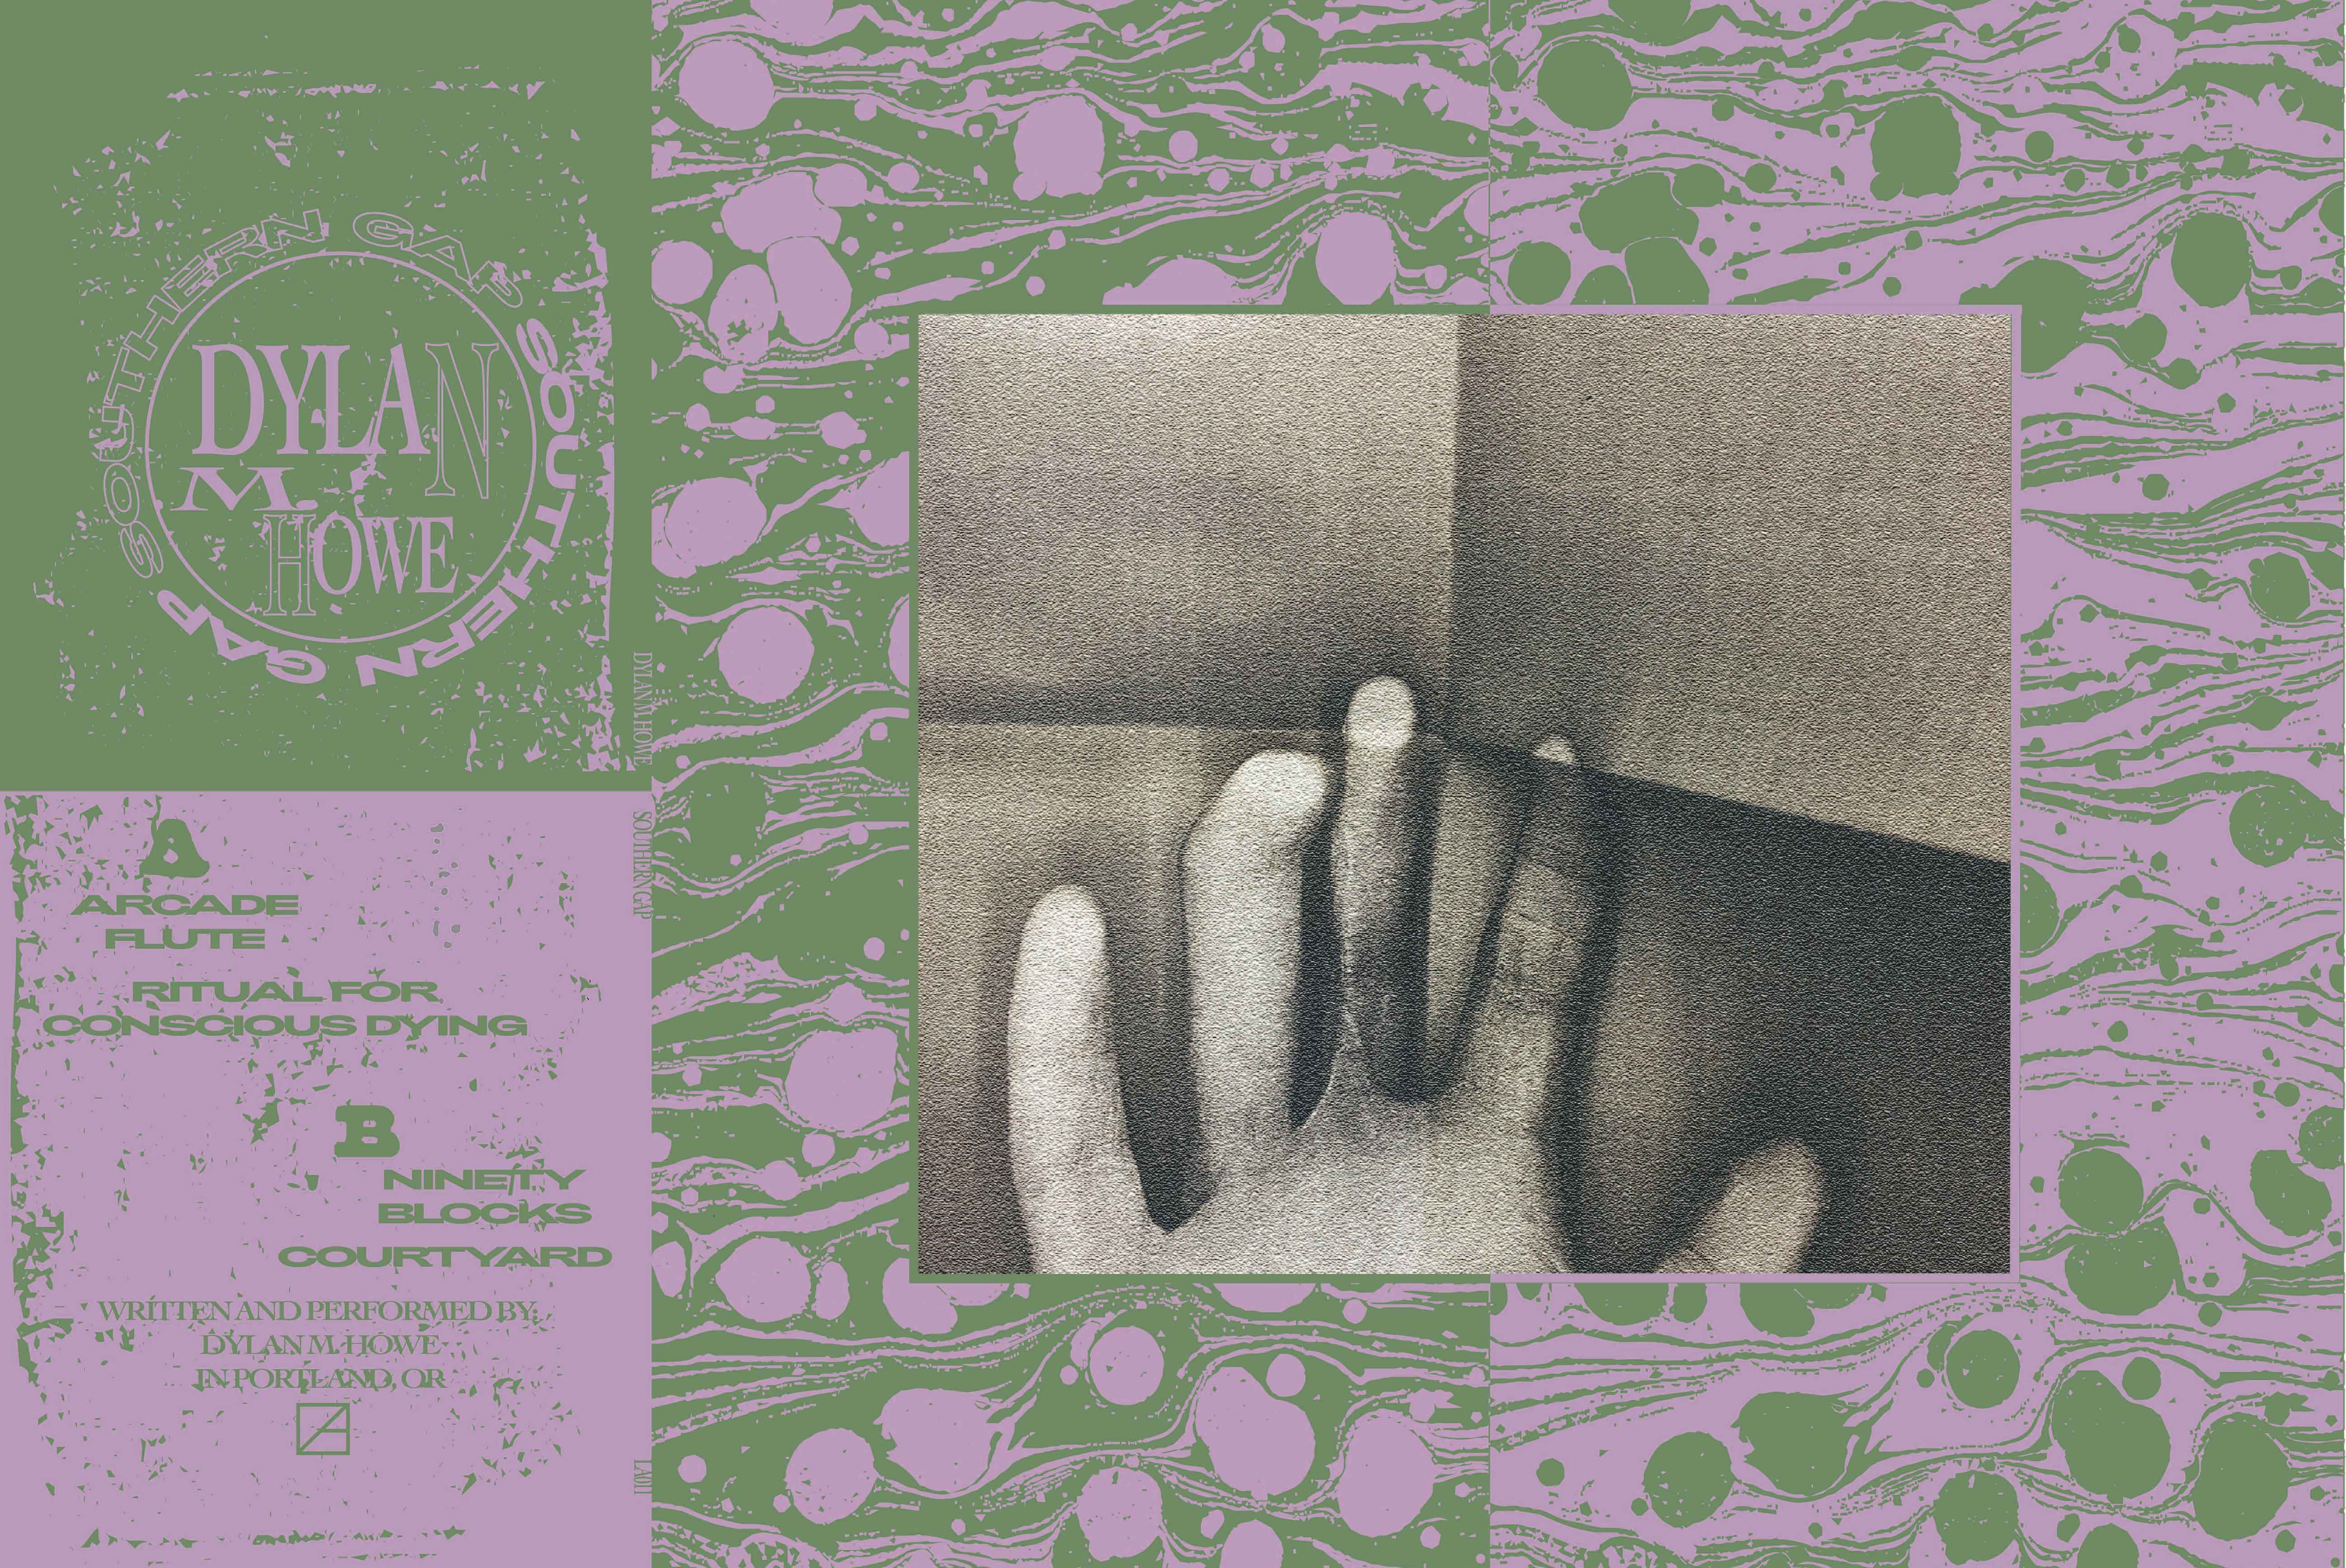 SOUTHERN GAP SOUTHERN GAP
DYLAN
M.
HOWE
A
ARCADE
FLUTE
RITUAL FOR
CONSCIOUS DYING
B
NINETY
BLOCKS
COURTYARD
WRITTEN AND PERFORMED BY
DYLAN M. HOWE
IN PORTLAND, OR
DYLAN M. HOWE
SOUTHERN GAP